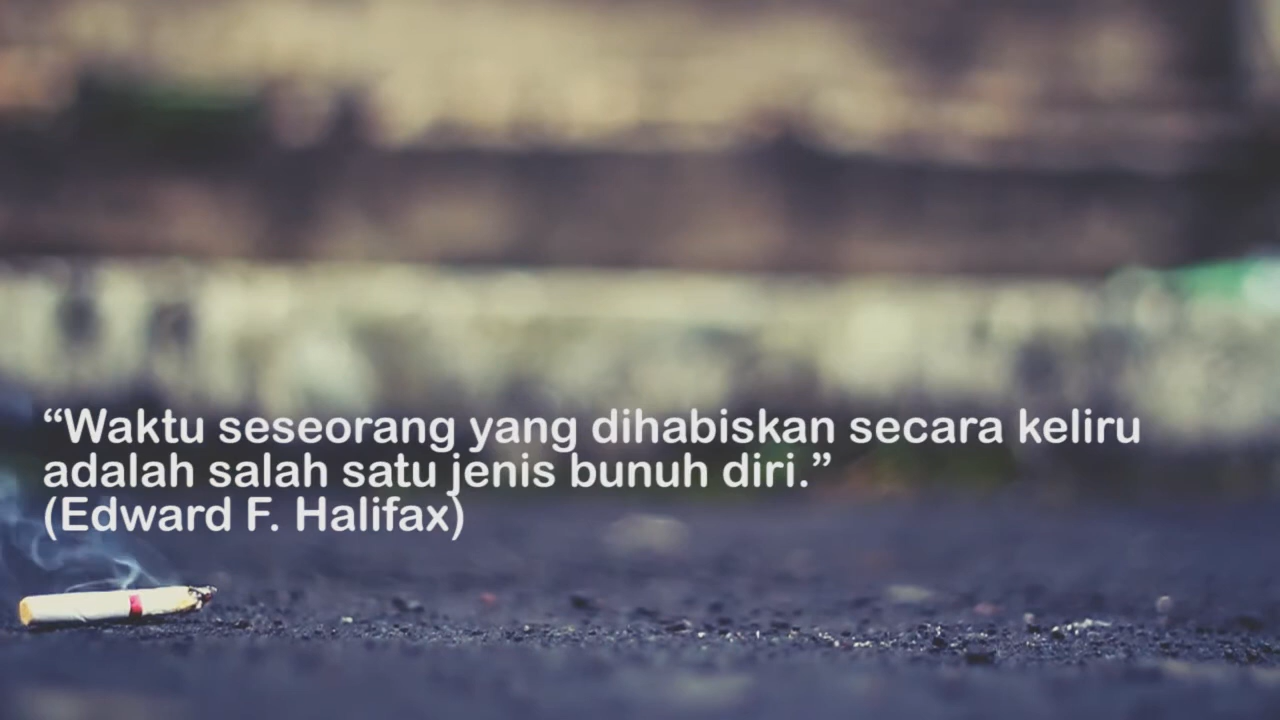 “Waktu seseorang yang dihabiskan secara keliru
adalah salah satu jenis bunuh diri.”
(Edward F. Halifax)